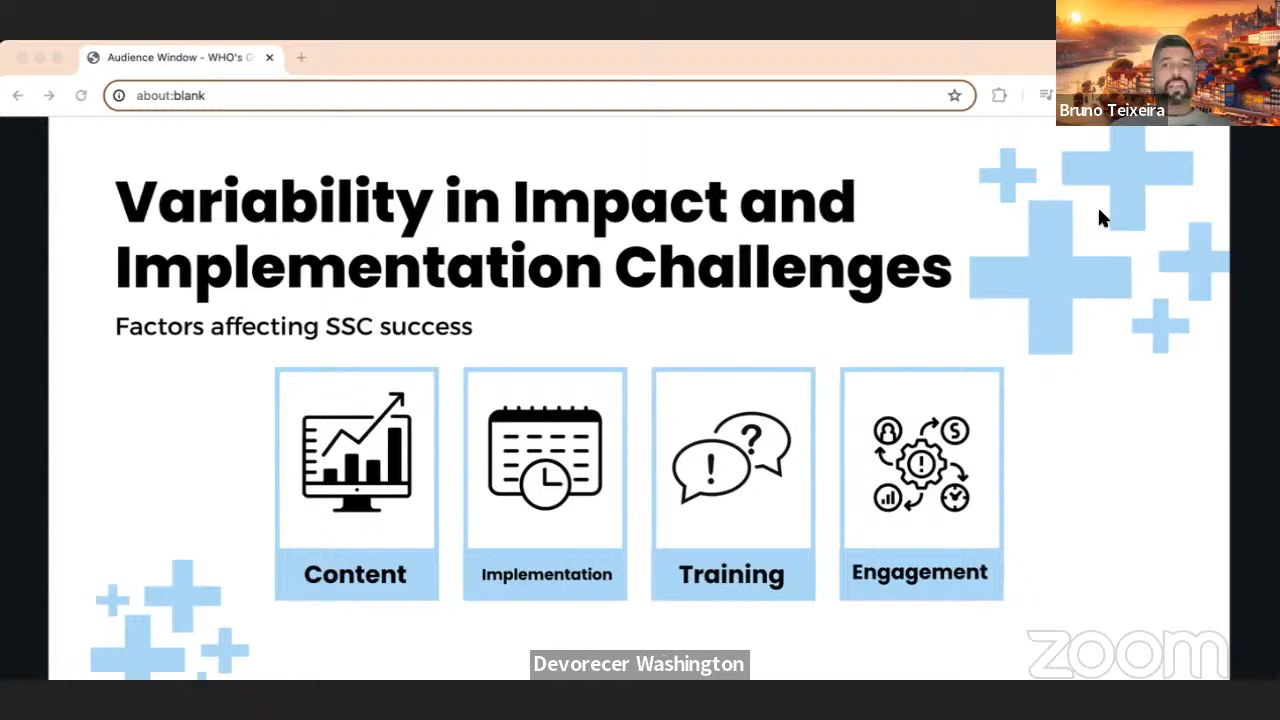 Audience Window - WHO's
about:blank
Bruno Teixeira
Variability in Impact and
Implementation Challenges
Factors affecting SSC success
Content
Implementation
Training
Engagement
Devorecer Washington
zoom